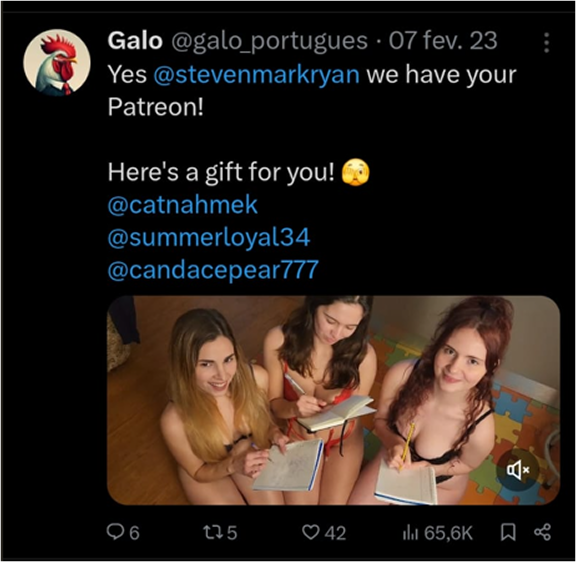 Galo @galo_portugues · 07 fev. 23
Yes @stevenmarkryan we have your
Patreon!
Here's a gift for you! 🫣
@catnahmek
@summerloyal34
@candacepear777
6 5 42 65,6K